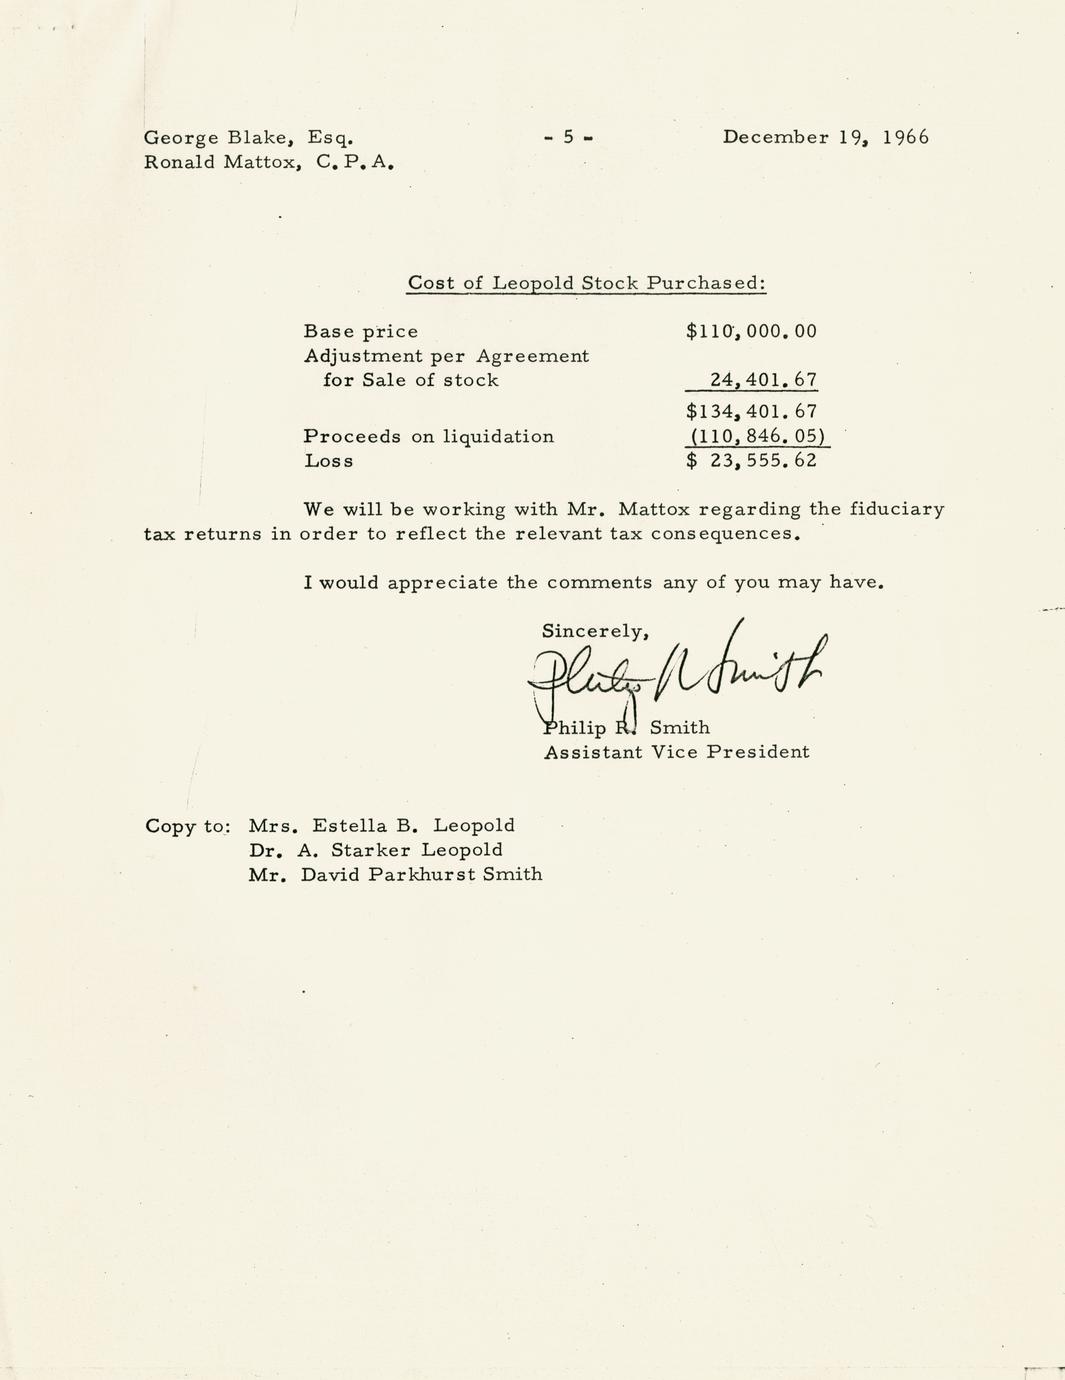 George Blake, Esq. - 5 - December 19, 1966
Ronald Mattox, C.P.A.
Cost of Leopold Stock Purchased:
Base price $110,000.00
Adjustment per Agreement
for Sale of stock 24,401.67
$134,401.67
Proceeds on liquidation (110,846.05)
Loss $ 23,555.62
We will be working with Mr. Mattox regarding the fiduciary
tax returns in order to reflect the relevant tax consequences.
I would appreciate the comments any of you may have.
Sincerely,
Philip R Smith
Philip R. Smith
Assistant Vice President
Copy to: Mrs. Estella B. Leopold
Dr. A. Starker Leopold
Mr. David Parkhurst Smith